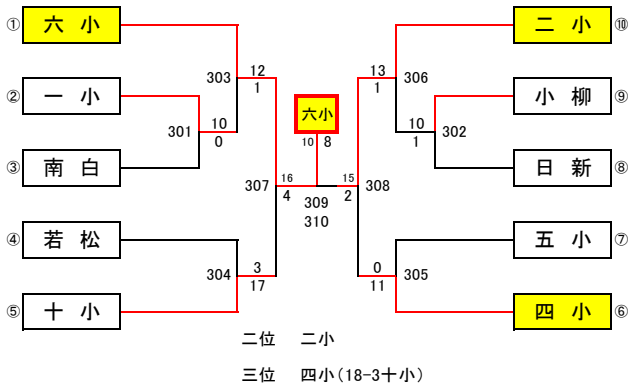 ① 六 小
二 小 ⑩
12
13
303
1
1
306
② 一 小
小 柳 ⑨
六小
301
10
0
10
1
302
10 8
③ 南 白
日 新 ⑧
307
16
4
15
2
308
309
310
④ 若 松
五 小 ⑦
304
3
17
0
11
305
⑤ 十 小
四 小 ⑥
二位 二小
三位 四小(18-3十小)